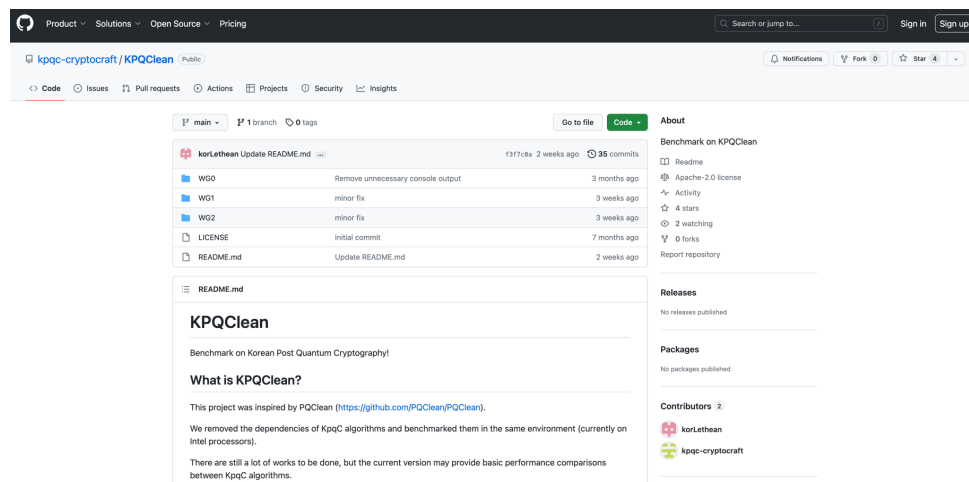 Product Solutions Open Source Pricing
Search or jump to... /
Sign in Sign up
kpqc-cryptocraft / KPQClean Public
Notifications Fork 0 Star 4
Code Issues Pull requests Actions Projects Security Insights
main 1 branch 0 tags Go to file Code
korLethean Update README.md ... f3f7c0a 2 weeks ago 35 commits
WG0 Remove unnecessary console output 3 months ago
WG1 minor fix 3 weeks ago
WG2 minor fix 3 weeks ago
LICENSE Initial commit 7 months ago
README.md Update README.md 2 weeks ago
README.md
KPQClean
Benchmark on Korean Post Quantum Cryptography!
What is KPQClean?
This project was inspired by PQClean (https://github.com/PQClean/PQClean).
We removed the dependencies of KpqC algorithms and benchmarked them in the same environment (currently on
Intel processors).
There are still a lot of works to be done, but the current version may provide basic performance comparisons
between KpqC algorithms.
About
Benchmark on KPQClean
Readme
Apache-2.0 license
Activity
4 stars
2 watching
0 forks
Report repository
Releases
No releases published
Packages
No packages published
Contributors 2
korLethean
kpqc-cryptocraft